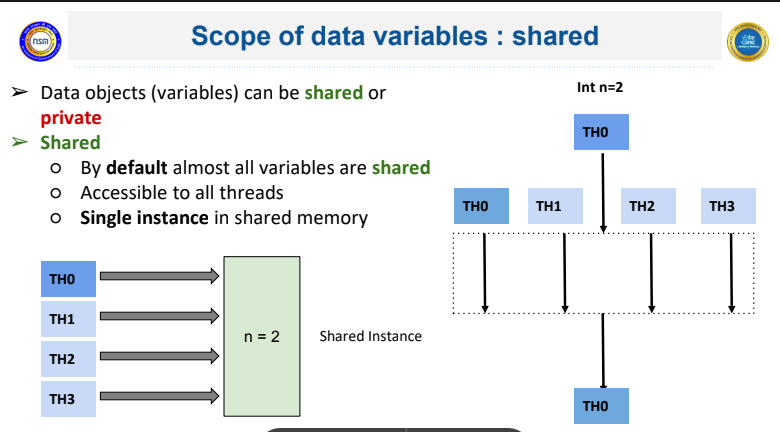 Scope of data variables : shared
nsm
➢ Data objects (variables) can be shared or
private
➢ Shared
○ By default almost all variables are shared
○ Accessible to all threads
○ Single instance in shared memory
TH0
TH1
TH2
TH3
n = 2
Shared Instance
Int n=2
TH0
TH0
TH1
TH2
TH3
TH0